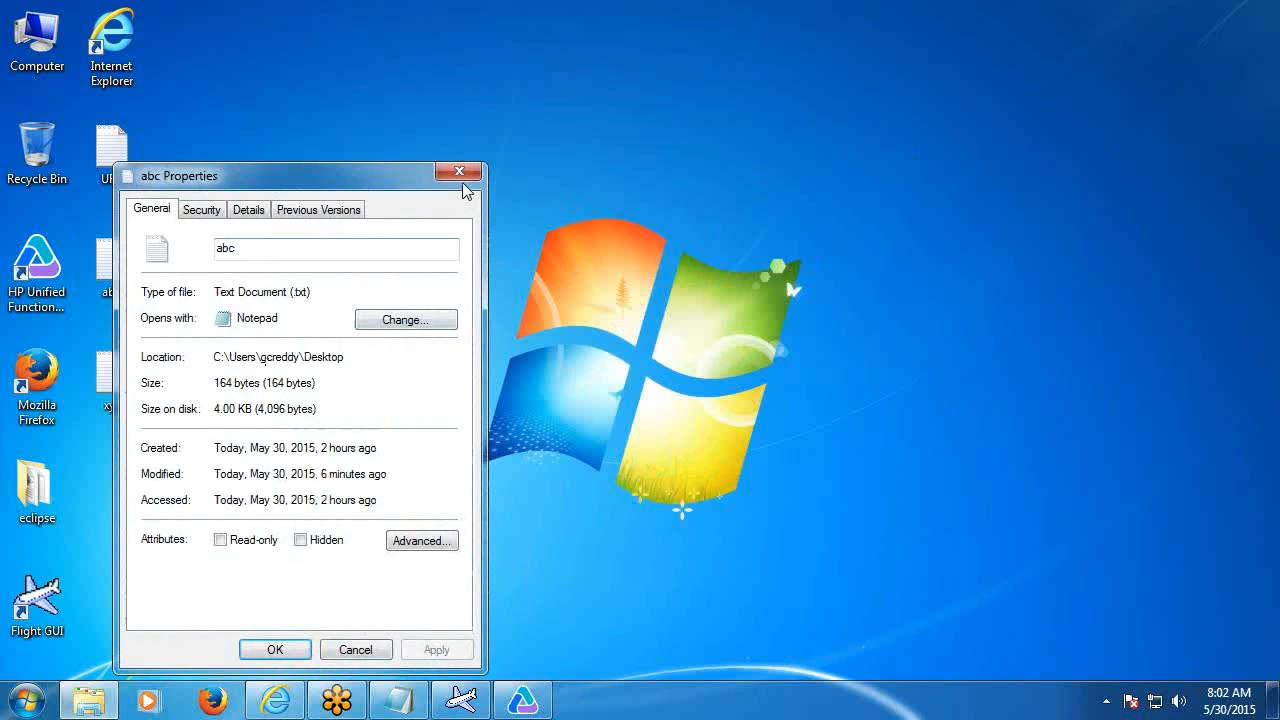 Computer
Internet
Explorer
Recycle Bin
HP Unified
Function...
Mozilla
Firefox
eclipse
Flight GUI
abc Properties
General Security Details Previous Versions
abc
Type of file: Text Document (.txt)
Opens with: Notepad Change...
Location: C:\Users\gcreddy\Desktop
Size: 164 bytes (164 bytes)
Size on disk: 4.00 KB (4,096 bytes)
Created: Today, May 30, 2015, 2 hours ago
Modified: Today, May 30, 2015, 6 minutes ago
Accessed: Today, May 30, 2015, 2 hours ago
Attributes: Read-only Hidden Advanced...
OK Cancel Apply
8:02 AM
5/30/2015